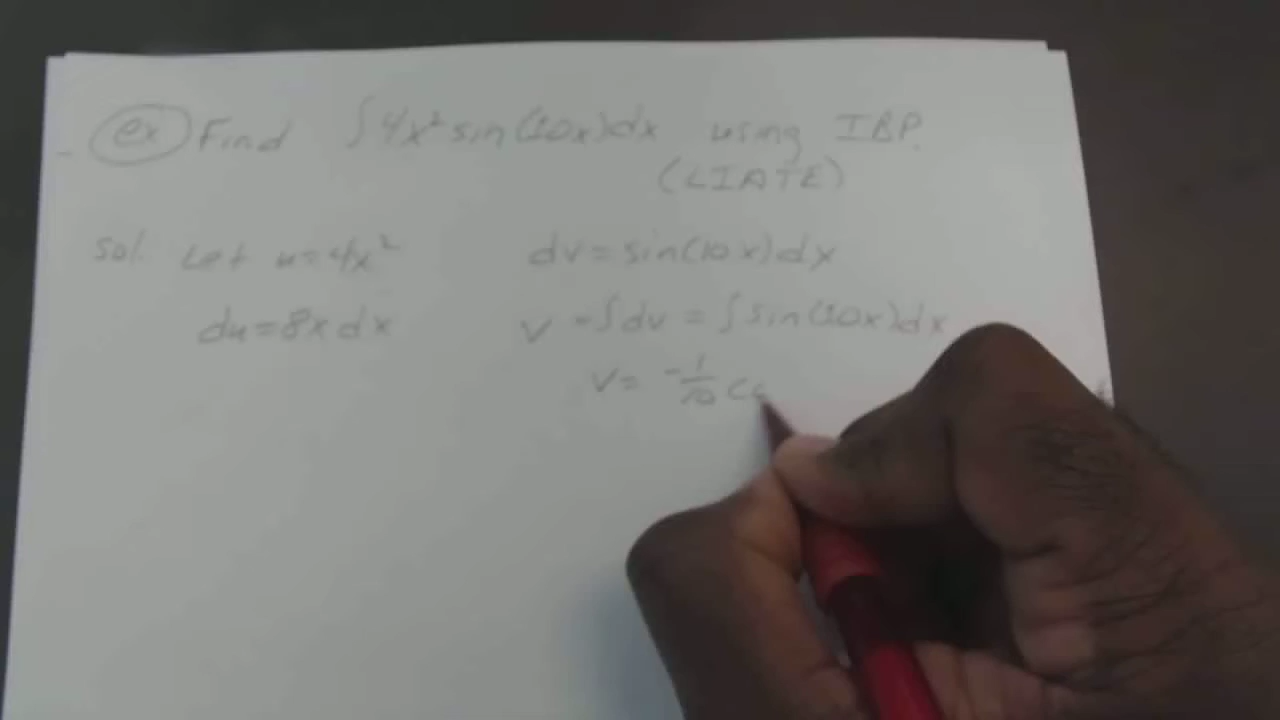 ex Find ∫4x² sin(10x)dx using IBP.
(LIATE)
Sol. Let u=4x² dv=sin(10x)dx
du=8x dx v =∫dv = ∫sin(10x)dx
v= -1/10 co